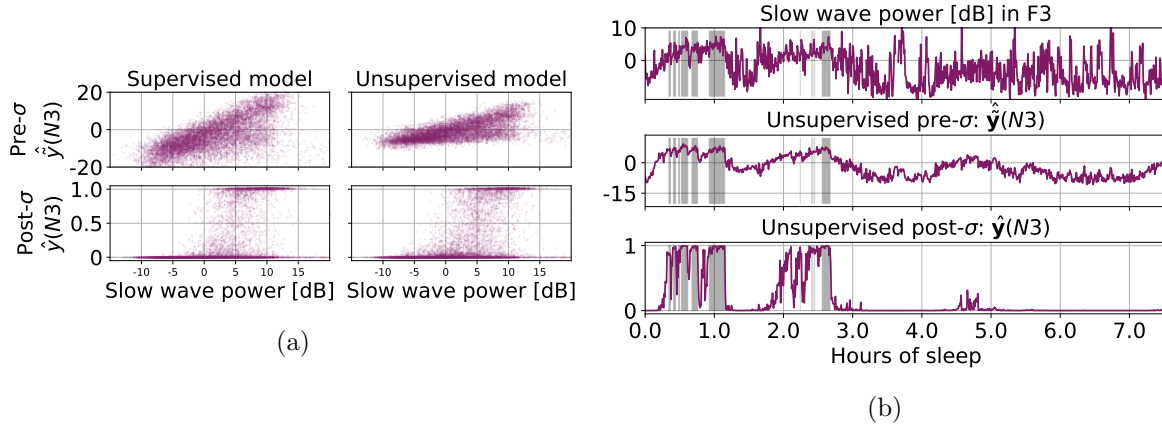 Supervised model
Unsupervised model
Pre-σ
ỹ̂(N3)
20
0
-20
Post-σ
ŷ(N3)
1.0
0.5
0
-10 -5 0 5 10 15
-10 -5 0 5 10 15
Slow wave power [dB]
Slow wave power [dB]
(a)
Slow wave power [dB] in F3
10
0
Unsupervised pre-σ: ỹ̂(N3)
0
-15
Unsupervised post-σ: ŷ(N3)
1
0
0.0 1.0 2.0 3.0 4.0 5.0 6.0 7.0
Hours of sleep
(b)